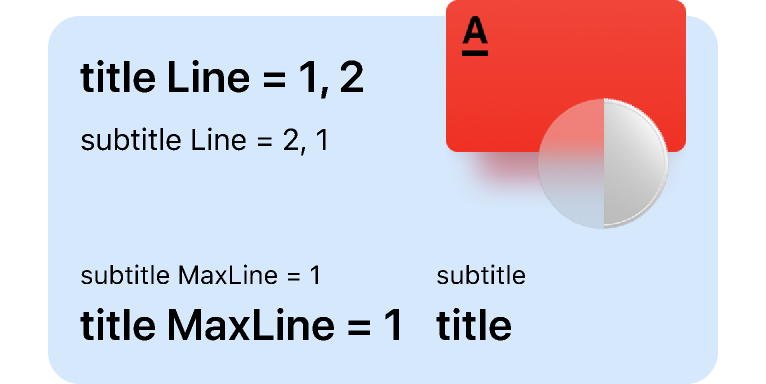 title Line = 1, 2
A
subtitle Line = 2, 1
subtitle MaxLine = 1
subtitle
title MaxLine = 1
title